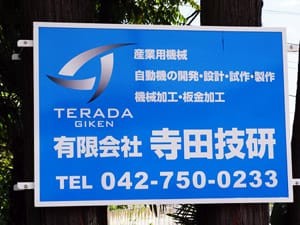 産業用機械
自動機の開発・設計・試作・製作
機械加工・板金加工
TERADA
GIKEN
有限会社 寺田技研
TEL 042-750-0233